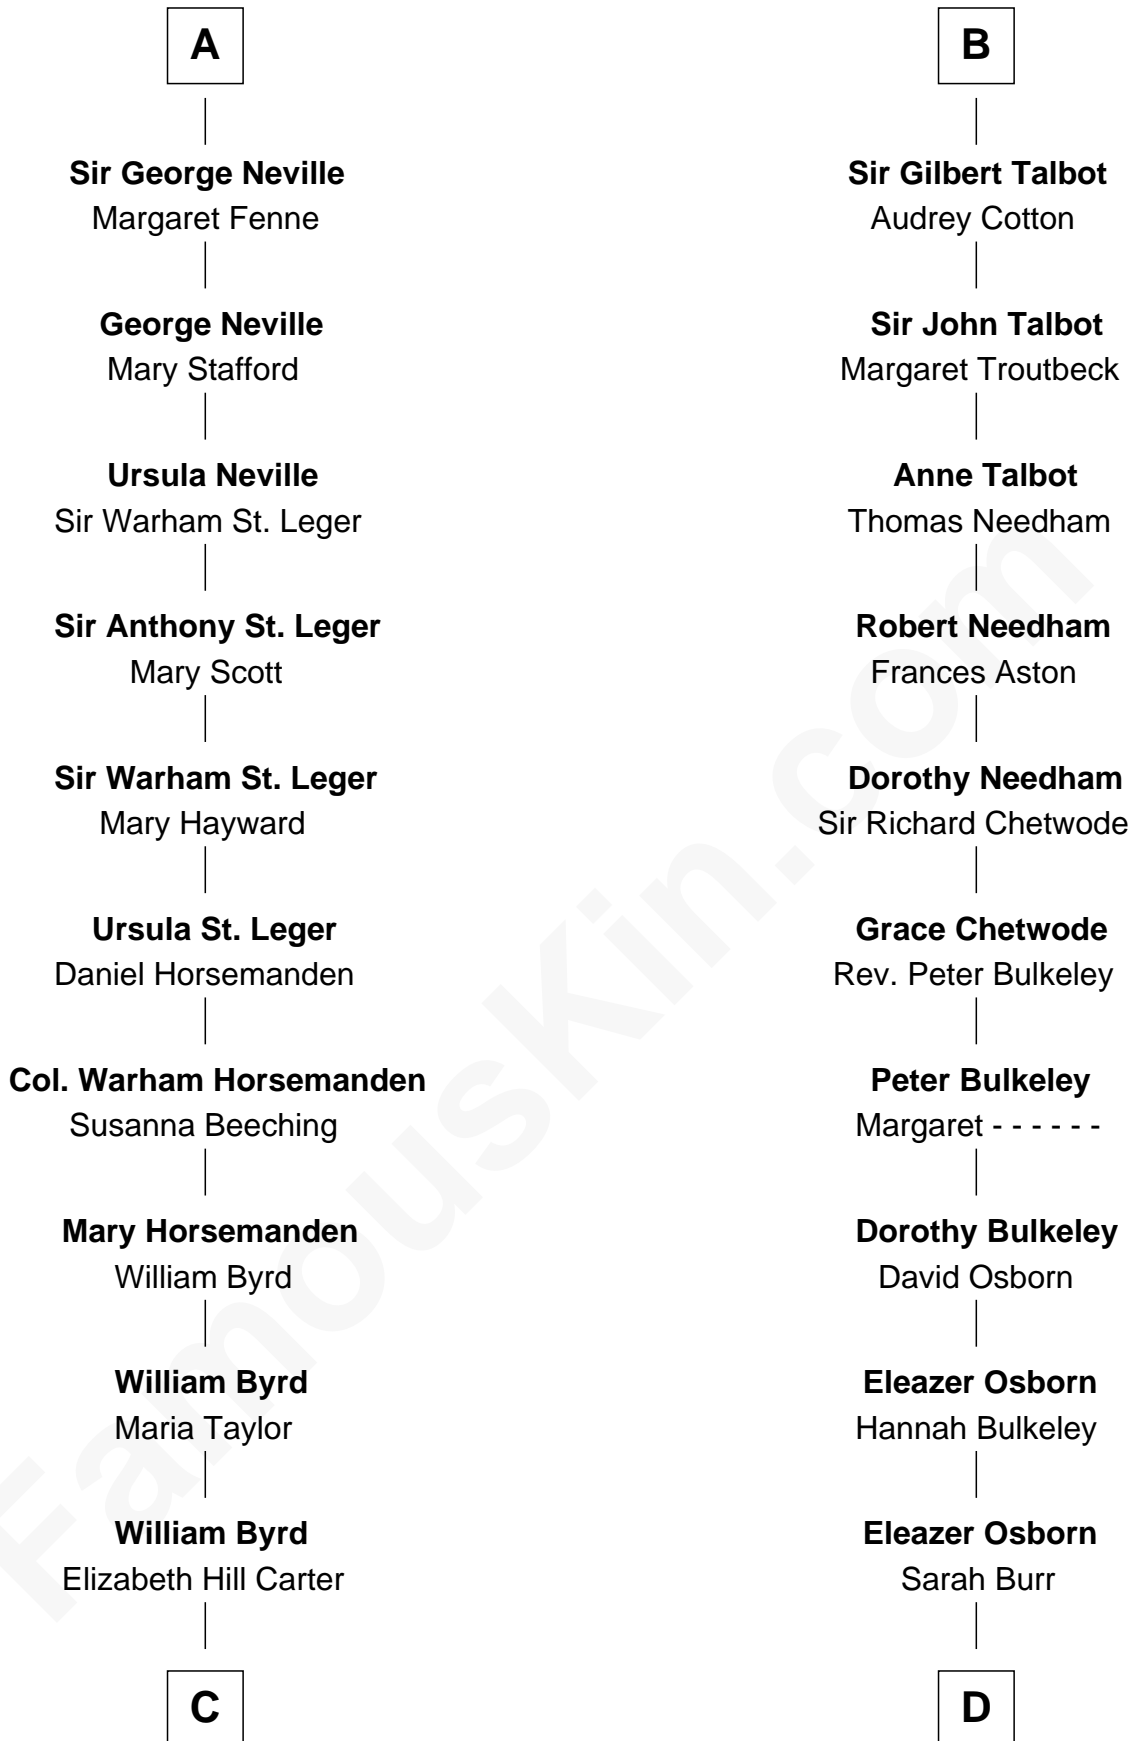 A
Sir George Neville
Margaret Fenne
George Neville
Mary Stafford
Ursula Neville
Sir Warham St. Leger
Sir Anthony St. Leger
Mary Scott
Sir Warham St. Leger
Mary Hayward
Ursula St. Leger
Daniel Horsemanden
Col. Warham Horsemanden
Susanna Beeching
Mary Horsemanden
William Byrd
William Byrd
Maria Taylor
William Byrd
Elizabeth Hill Carter
C
B
Sir Gilbert Talbot
Audrey Cotton
Sir John Talbot
Margaret Troutbeck
Anne Talbot
Thomas Needham
Robert Needham
Frances Aston
Dorothy Needham
Sir Richard Chetwode
Grace Chetwode
Rev. Peter Bulkeley
Peter Bulkeley
Margaret - - - - - -
Dorothy Bulkeley
David Osborn
Eleazer Osborn
Hannah Bulkeley
Eleazer Osborn
Sarah Burr
D
FamousKin.com